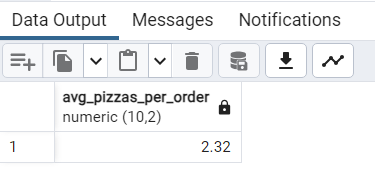 Data Output Messages Notifications
avg_pizzas_per_order
numeric (10,2)
1 2.32